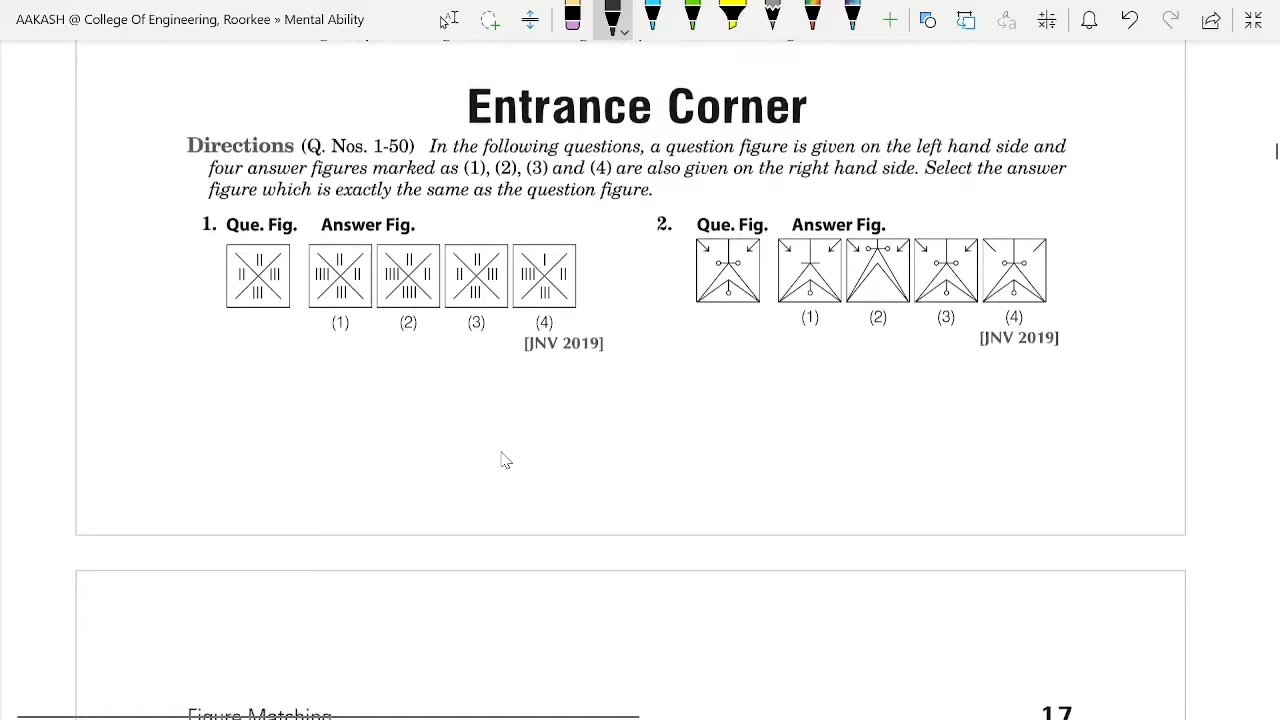 AAKASH @ College Of Engineering, Roorkee » Mental Ability
Entrance Corner
Directions (Q. Nos. 1-50) In the following questions, a question figure is given on the left hand side and
four answer figures marked as (1), (2), (3) and (4) are also given on the right hand side. Select the answer
figure which is exactly the same as the question figure.
1. Que. Fig. Answer Fig.
(1) (2) (3) (4)
[JNV 2019]
2. Que. Fig. Answer Fig.
(1) (2) (3) (4)
[JNV 2019]
Figure Matching
17